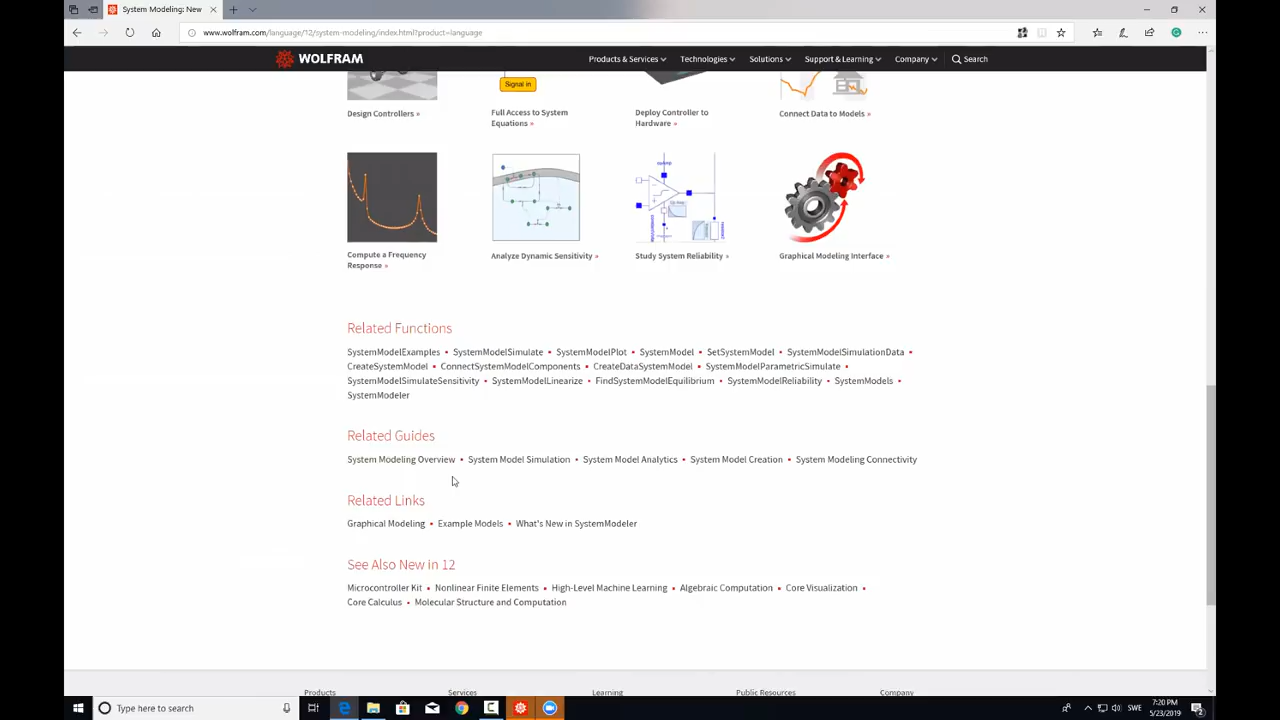 System Modeling: New
www.wolfram.com/language/12/system-modeling/index.html?product=language
WOLFRAM
Products & Services Technologies Solutions Support & Learning Company Search
Signal in
Design Controllers »
Full Access to System
Equations »
Deploy Controller to
Hardware »
Connect Data to Models »
Compute a Frequency
Response »
Analyze Dynamic Sensitivity »
Study System Reliability »
Graphical Modeling Interface »
Related Functions
SystemModelExamples ▪ SystemModelSimulate ▪ SystemModelPlot ▪ SystemModel ▪ SetSystemModel ▪ SystemModelSimulationData ▪
CreateSystemModel ▪ ConnectSystemModelComponents ▪ CreateDataSystemModel ▪ SystemModelParametricSimulate ▪
SystemModelSimulateSensitivity ▪ SystemModelLinearize ▪ FindSystemModelEquilibrium ▪ SystemModelReliability ▪ SystemModels ▪
SystemModeler
Related Guides
System Modeling Overview ▪ System Model Simulation ▪ System Model Analytics ▪ System Model Creation ▪ System Modeling Connectivity
Related Links
Graphical Modeling ▪ Example Models ▪ What's New in SystemModeler
See Also New in 12
Microcontroller Kit ▪ Nonlinear Finite Elements ▪ High-Level Machine Learning ▪ Algebraic Computation ▪ Core Visualization ▪
Core Calculus ▪ Molecular Structure and Computation
Products Services Learning Public Resources Company
Type here to search
SWE
7:20 PM
5/23/2019